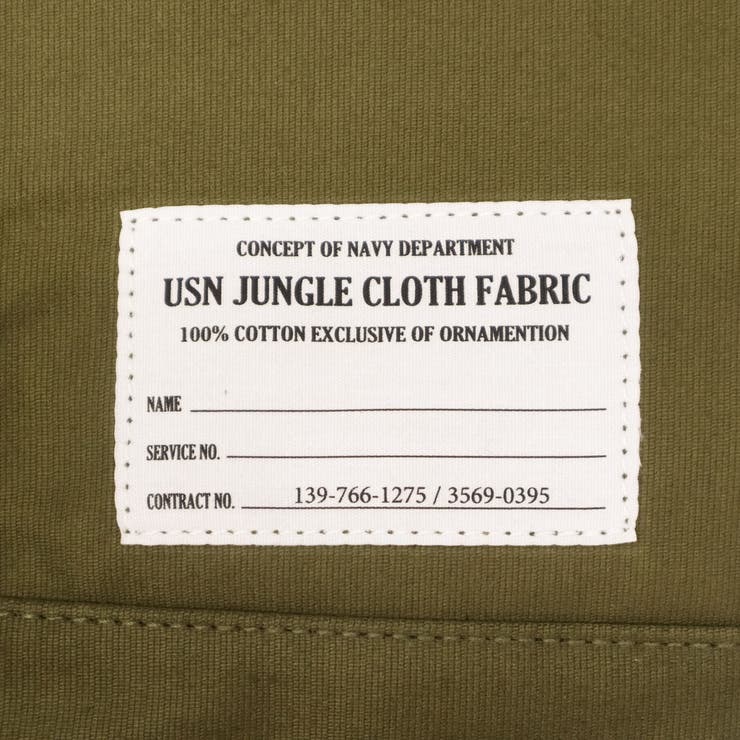 CONCEPT OF NAVY DEPARTMENT
USN JUNGLE CLOTH FABRIC
100% COTTON EXCLUSIVE OF ORNAMENTION
NAME
SERVICE NO.
CONTRACT NO. 139-766-1275 / 3569-0395